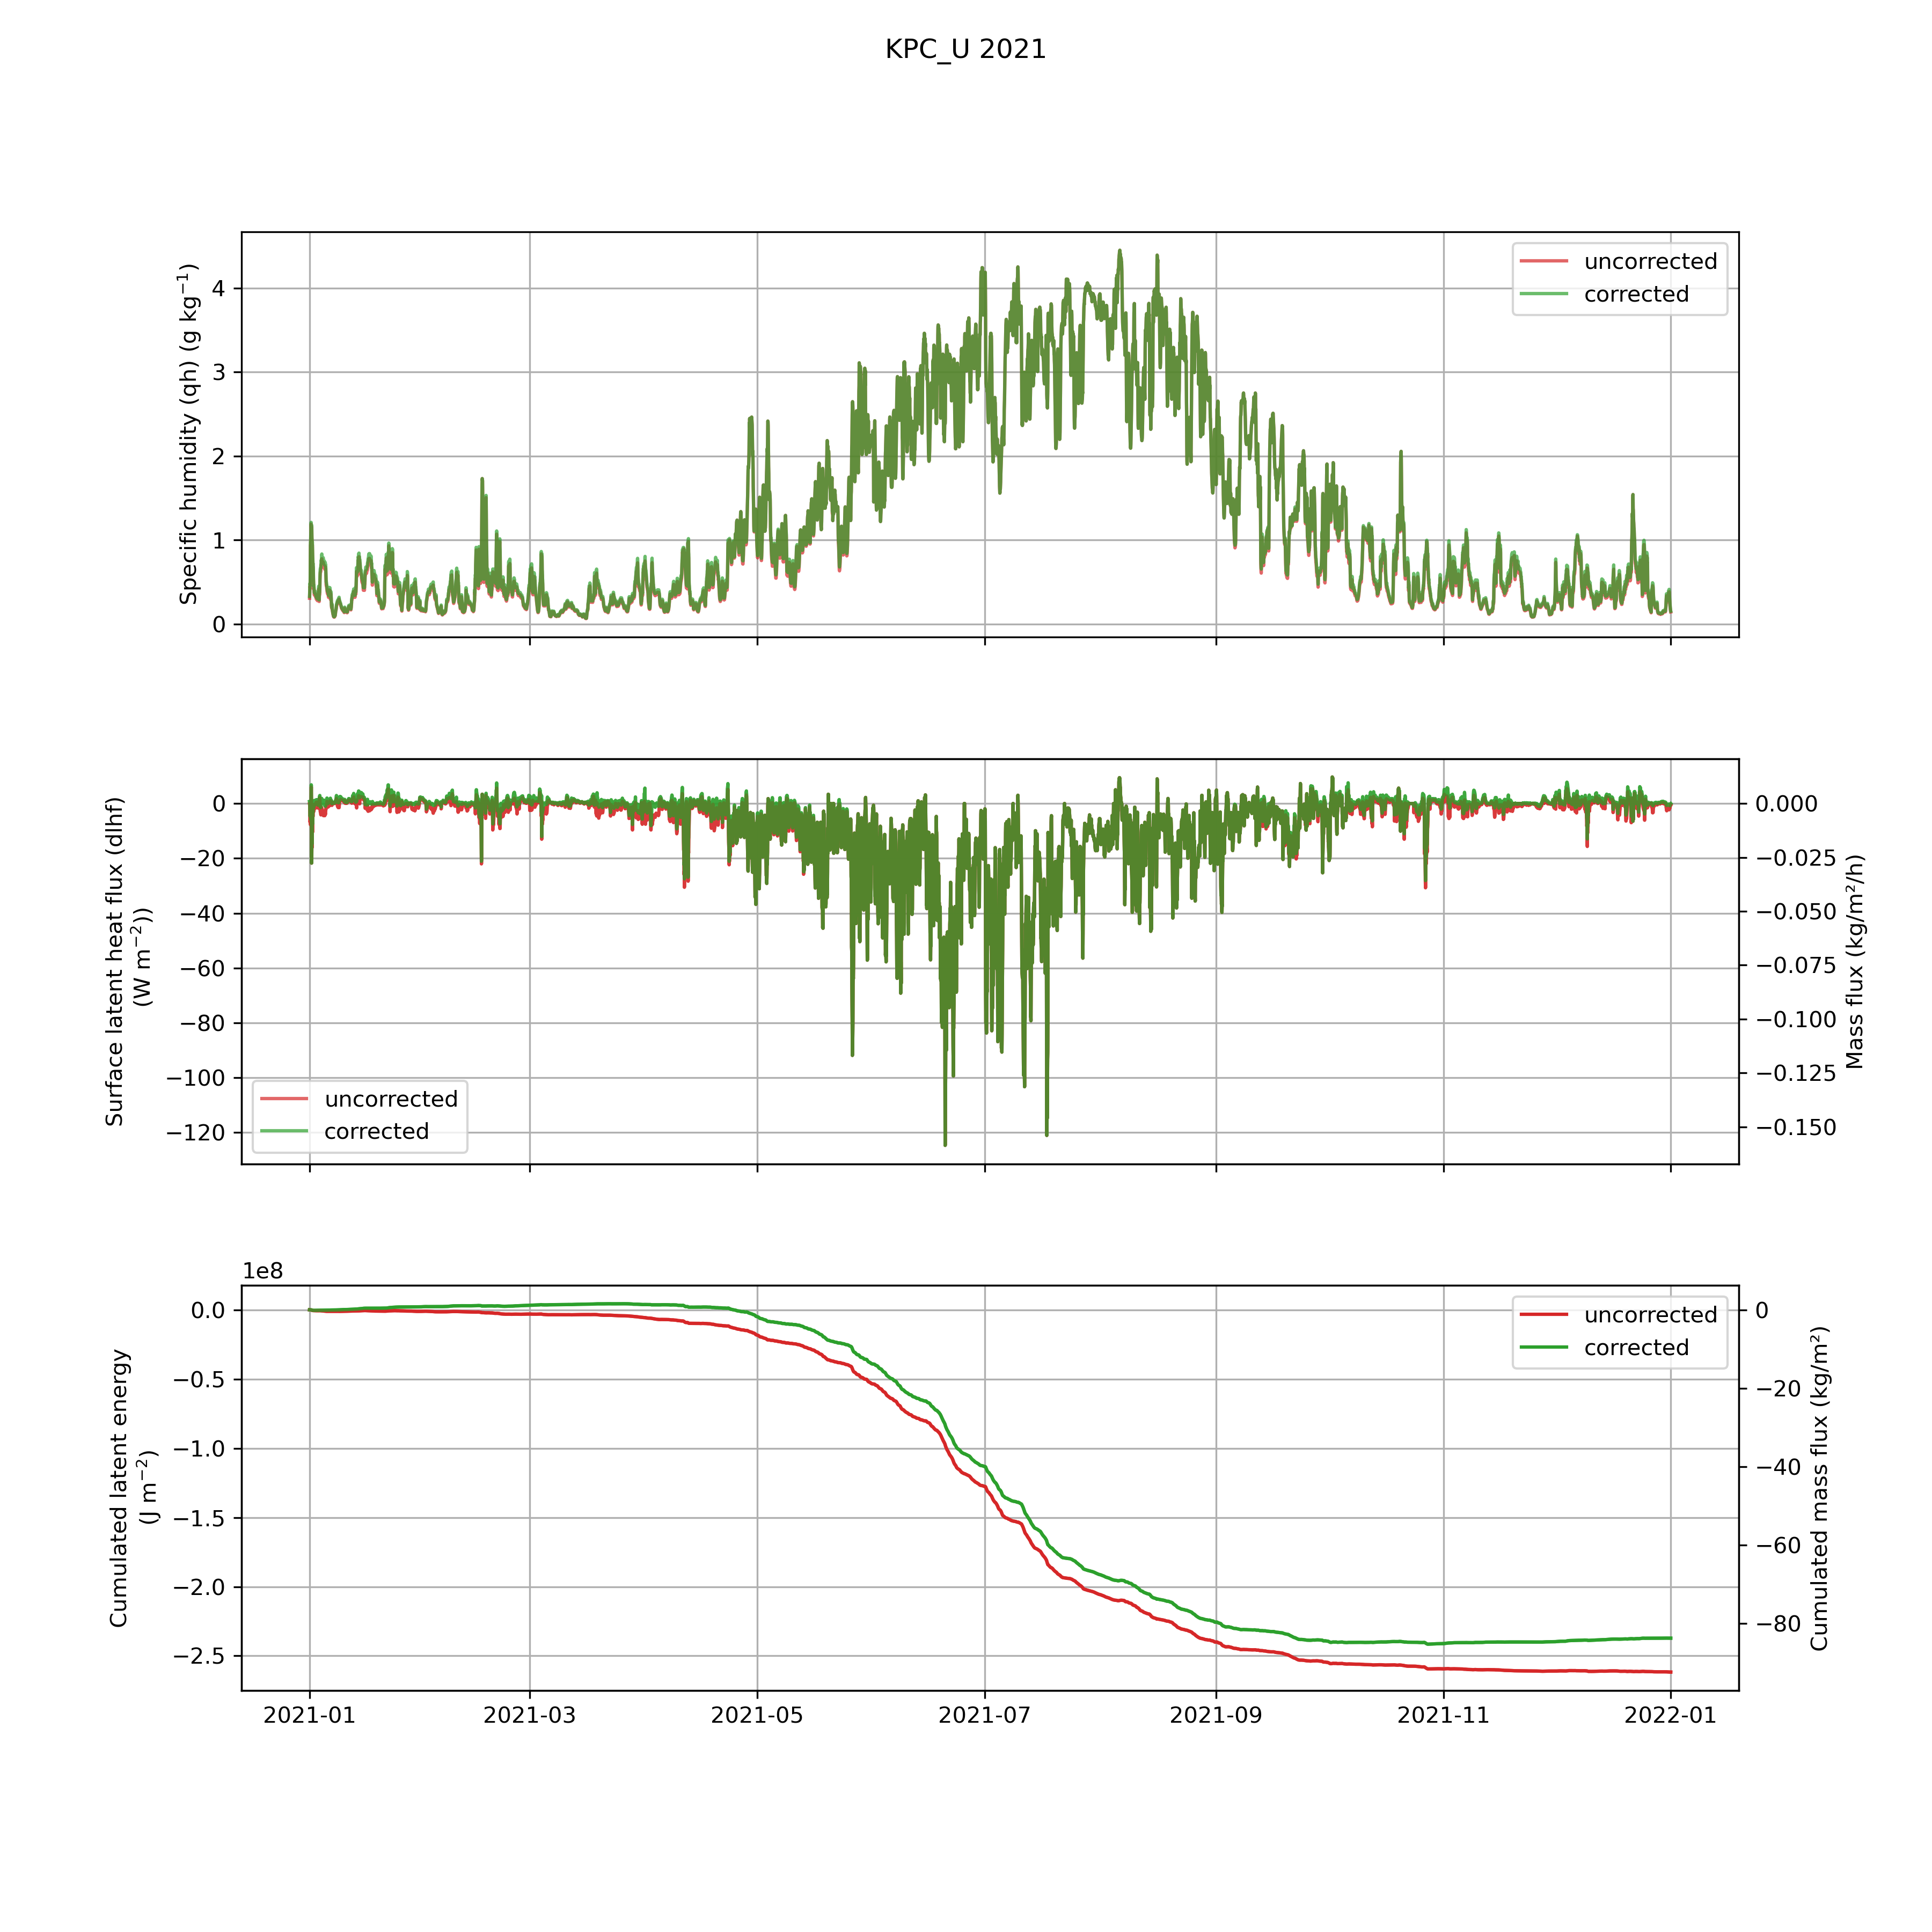 KPC_U 2021
Specific humidity (qh) (g kg⁻¹)
4
3
2
1
0
uncorrected
corrected
Surface latent heat flux (dlhf)
(W m⁻²))
0
−20
−40
−60
−80
−100
−120
uncorrected
corrected
0.000
−0.025
−0.050
−0.075
−0.100
−0.125
−0.150
Mass flux (kg/m²/h)
1e8
Cumulated latent energy
(J m⁻²)
0.0
−0.5
−1.0
−1.5
−2.0
−2.5
uncorrected
corrected
0
−20
−40
−60
−80
Cumulated mass flux (kg/m²)
2021-01 2021-03 2021-05 2021-07 2021-09 2021-11 2022-01